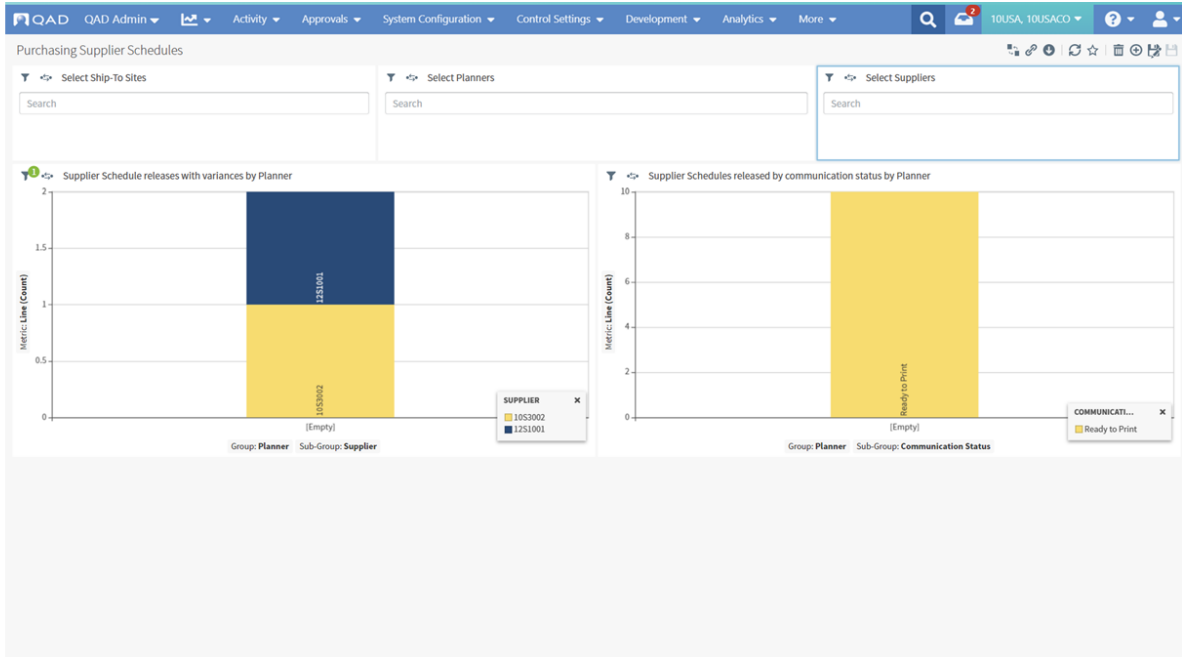 QAD QAD Admin Activity Approvals System Configuration Control Settings Development Analytics More 2 10USA, 10USACO ?
Purchasing Supplier Schedules
Select Ship-To Sites Select Planners Select Suppliers
Search Search Search
1 Supplier Schedule releases with variances by Planner
2
1.5
1
0.5
0
Metric: Line (Count)
12S1001
10S3002
[Empty]
Group: Planner Sub-Group: Supplier
SUPPLIER ×
10S3002
12S1001
Supplier Schedules released by communication status by Planner
10
8
6
4
2
0
Metric: Line (Count)
Ready to Print
[Empty]
Group: Planner Sub-Group: Communication Status
COMMUNICATI... ×
Ready to Print